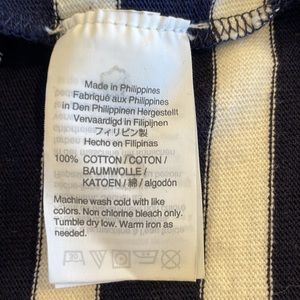 Made in Philippines
Fabriqué aux Philippines
in Den Philippinen Hergestellt
Vervaardigd in Filipijnen
フィリピン製
Hecho en Filipinas
100% COTTON / COTON /
BAUMWOLLE /
KATOEN / 綿 / algodón
Machine wash cold with like
colors. Non chlorine bleach only.
Tumble dry low. Warm iron as
needed.